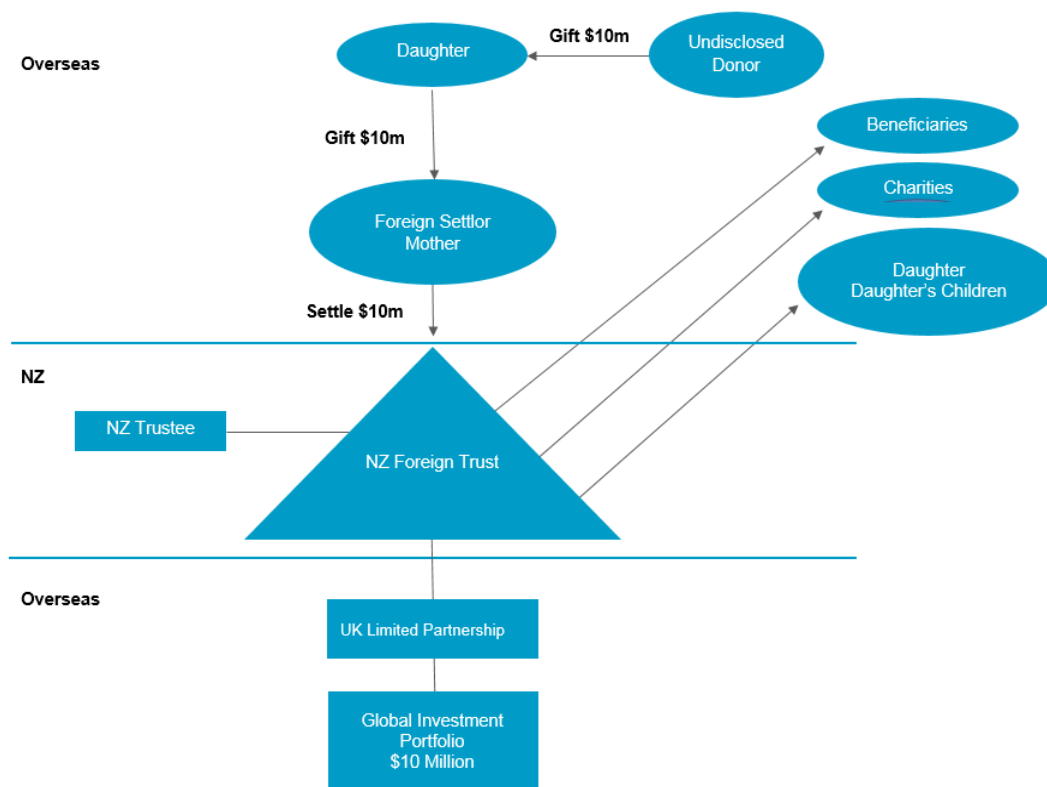 Overseas
Daughter
Gift $10m
Undisclosed
Donor
Beneficiaries
Gift $10m
Charities
Foreign Settlor
Mother
Daughter
Daughter's Children
Settle $10m
NZ
NZ Trustee
NZ Foreign Trust
Overseas
UK Limited Partnership
Global Investment
Portfolio
$10 Million